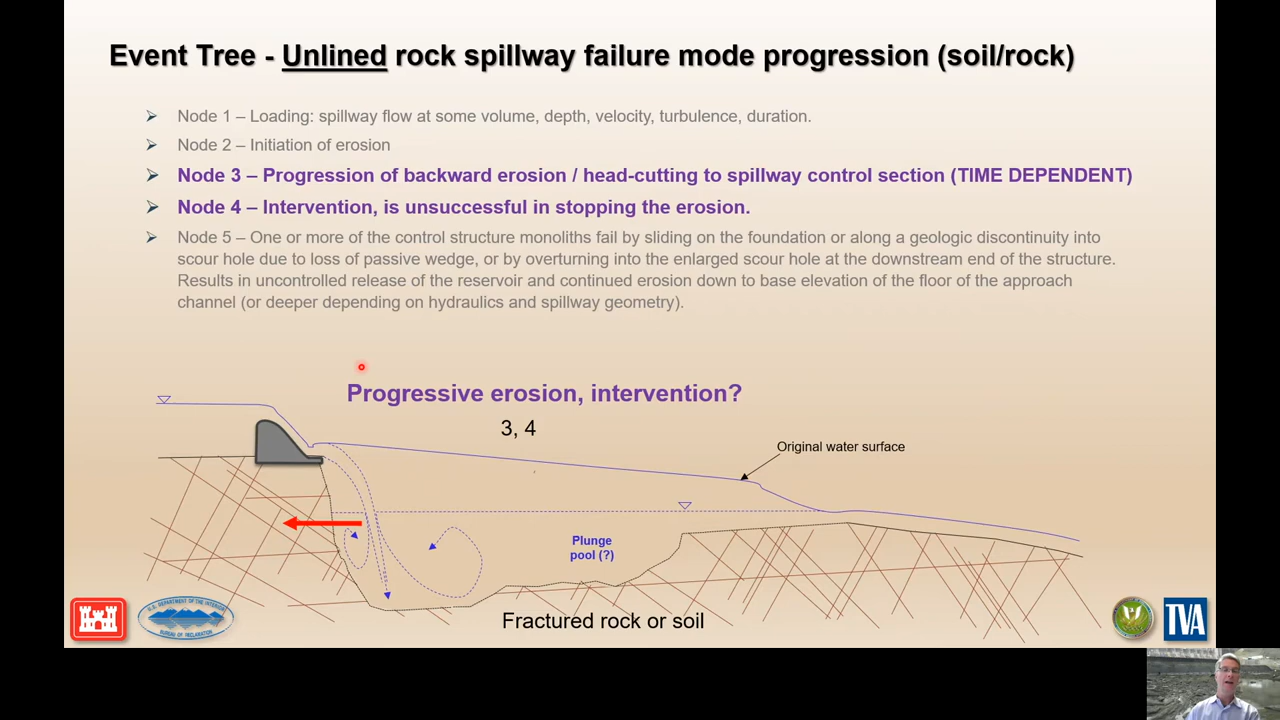 Event Tree - Unlined rock spillway failure mode progression (soil/rock)
Node 1 – Loading: spillway flow at some volume, depth, velocity, turbulence, duration.
Node 2 – Initiation of erosion
Node 3 – Progression of backward erosion / head-cutting to spillway control section (TIME DEPENDENT)
Node 4 – Intervention, is unsuccessful in stopping the erosion.
Node 5 – One or more of the control structure monoliths fail by sliding on the foundation or along a geologic discontinuity into
scour hole due to loss of passive wedge, or by overturning into the enlarged scour hole at the downstream end of the structure.
Results in uncontrolled release of the reservoir and continued erosion down to base elevation of the floor of the approach
channel (or deeper depending on hydraulics and spillway geometry).
Progressive erosion, intervention?
3, 4
Original water surface
Plunge
pool (?)
Fractured rock or soil
U.S. DEPARTMENT OF THE INTERIOR
BUREAU OF RECLAMATION
TVA